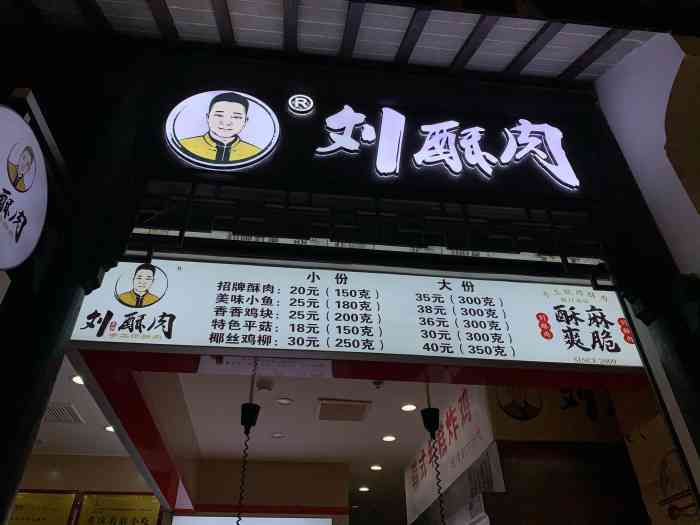 ® 刘酥肉
小份 大份
招牌酥肉：20元（150克） 35元（300克）
美味小鱼：25元（180克） 38元（300克）
香香鸡块：25元（200克） 36元（300克）
特色平菇：18元（150克） 30元（300克）
椰丝鸡柳：30元（250克） 40元（350克）
刘酥肉
酥麻
爽脆
SINCE 2009
酥肉
炸鸡